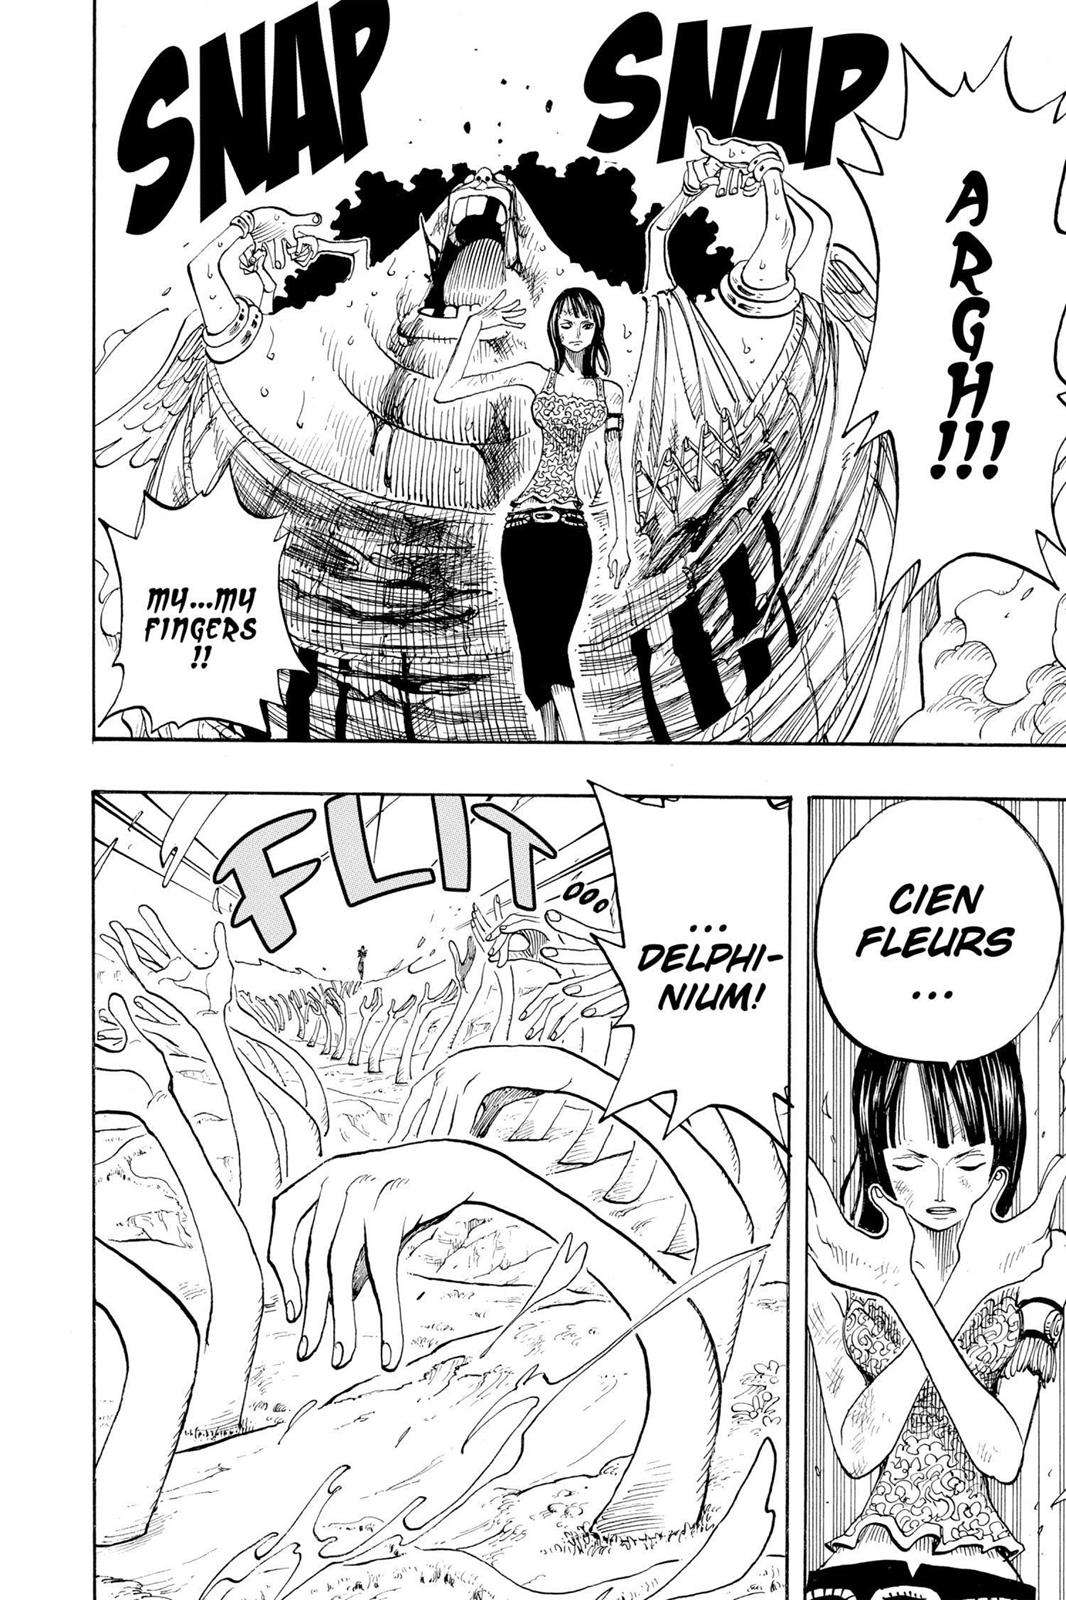 SNAP
SNAP
ARGH!!!
MY...MY
FINGERS
!!
CIEN
FLEURS
...
...
DELPHI-
NIUM!
FLIT...